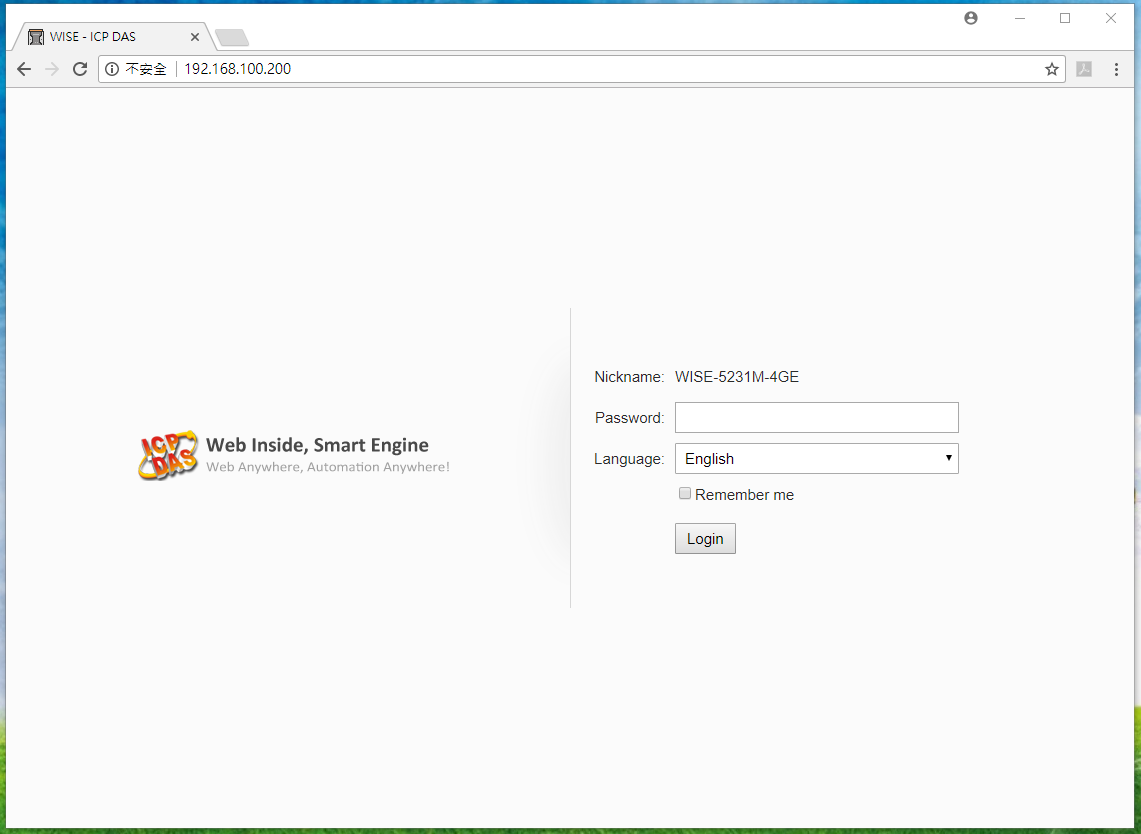 WISE - ICP DAS
不安全 192.168.100.200
ICP DAS
Web Inside, Smart Engine
Web Anywhere, Automation Anywhere!
Nickname: WISE-5231M-4GE
Password:
Language: English
Remember me
Login